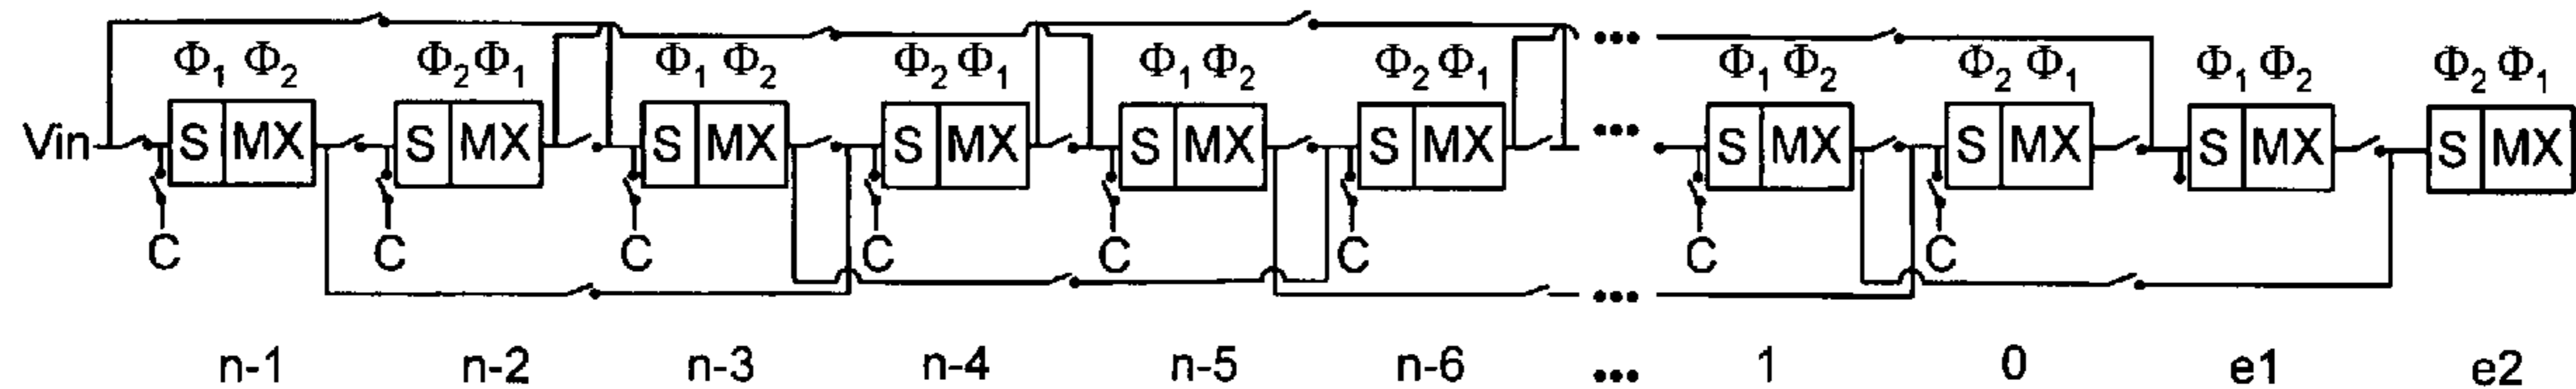 Φ1 Φ2 Φ2 Φ1 Φ1 Φ2 Φ2 Φ1 Φ1 Φ2 Φ2 Φ1 ••• Φ1 Φ2 Φ2 Φ1 Φ1 Φ2 Φ2 Φ1
Vin S MX S MX S MX S MX S MX S MX ••• S MX S MX S MX S MX
C C C C C C C C
•••
n-1 n-2 n-3 n-4 n-5 n-6 ••• 1 0 e1 e2